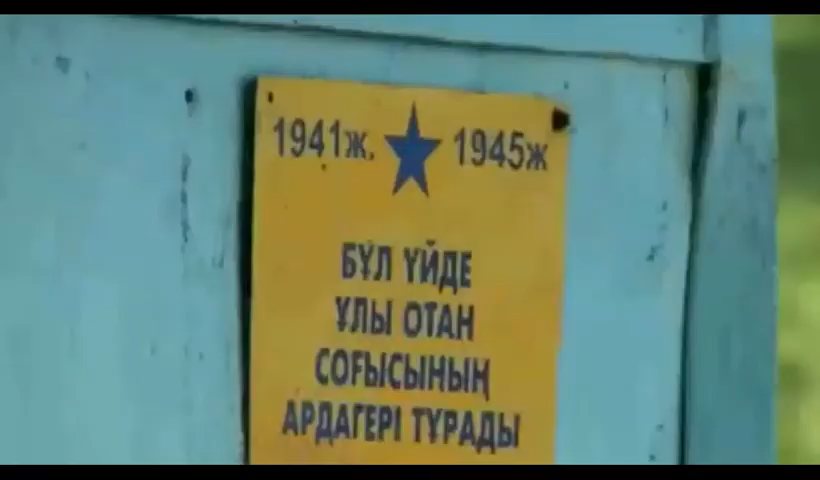 1941ж. 1945ж
БҰЛ ҮЙДЕ
ҰЛЫ ОТАН
СОҒЫСЫНЫҢ
АРДАГЕРІ ТҰРАДЫ